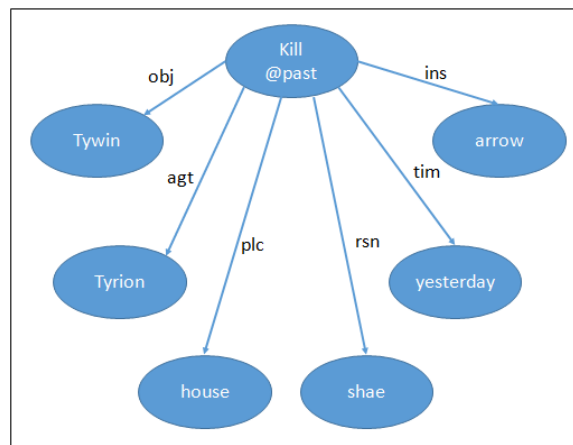 Kill
@past
obj
ins
Tywin
arrow
agt
tim
plc
rsn
Tyrion
yesterday
house
shae